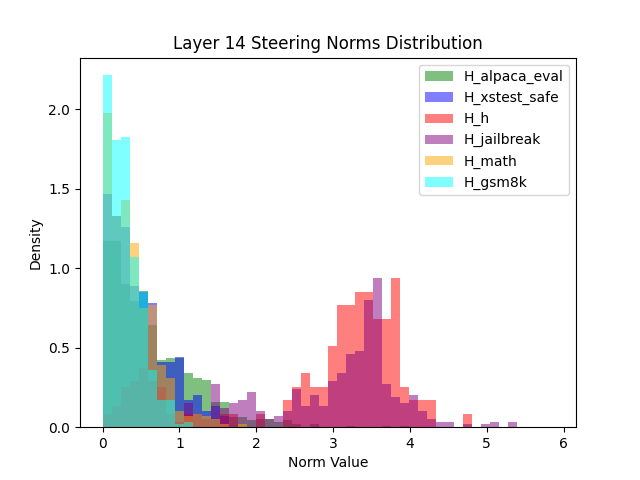 Layer 14 Steering Norms Distribution
H_alpaca_eval
H_xstest_safe
H_h
H_jailbreak
H_math
H_gsm8k
Density
2.0
1.5
1.0
0.5
0.0
0
1
2
3
4
5
6
Norm Value